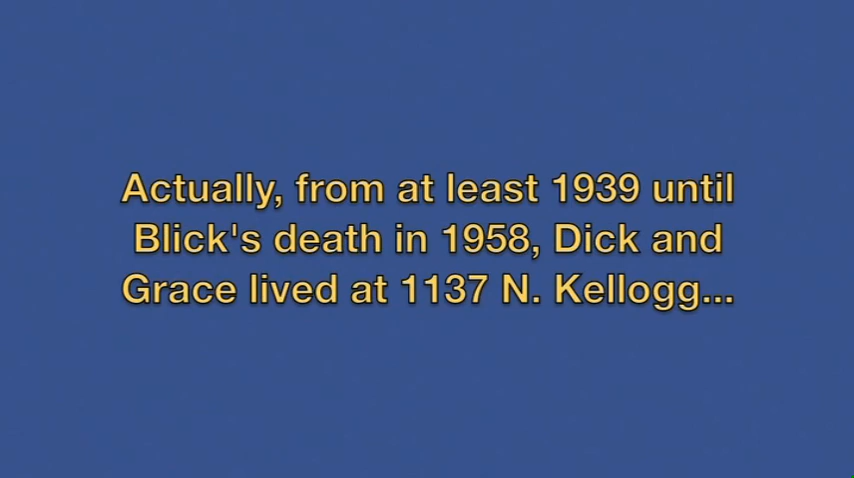 Actually, from at least 1939 until
Blick's death in 1958, Dick and
Grace lived at 1137 N. Kellogg...